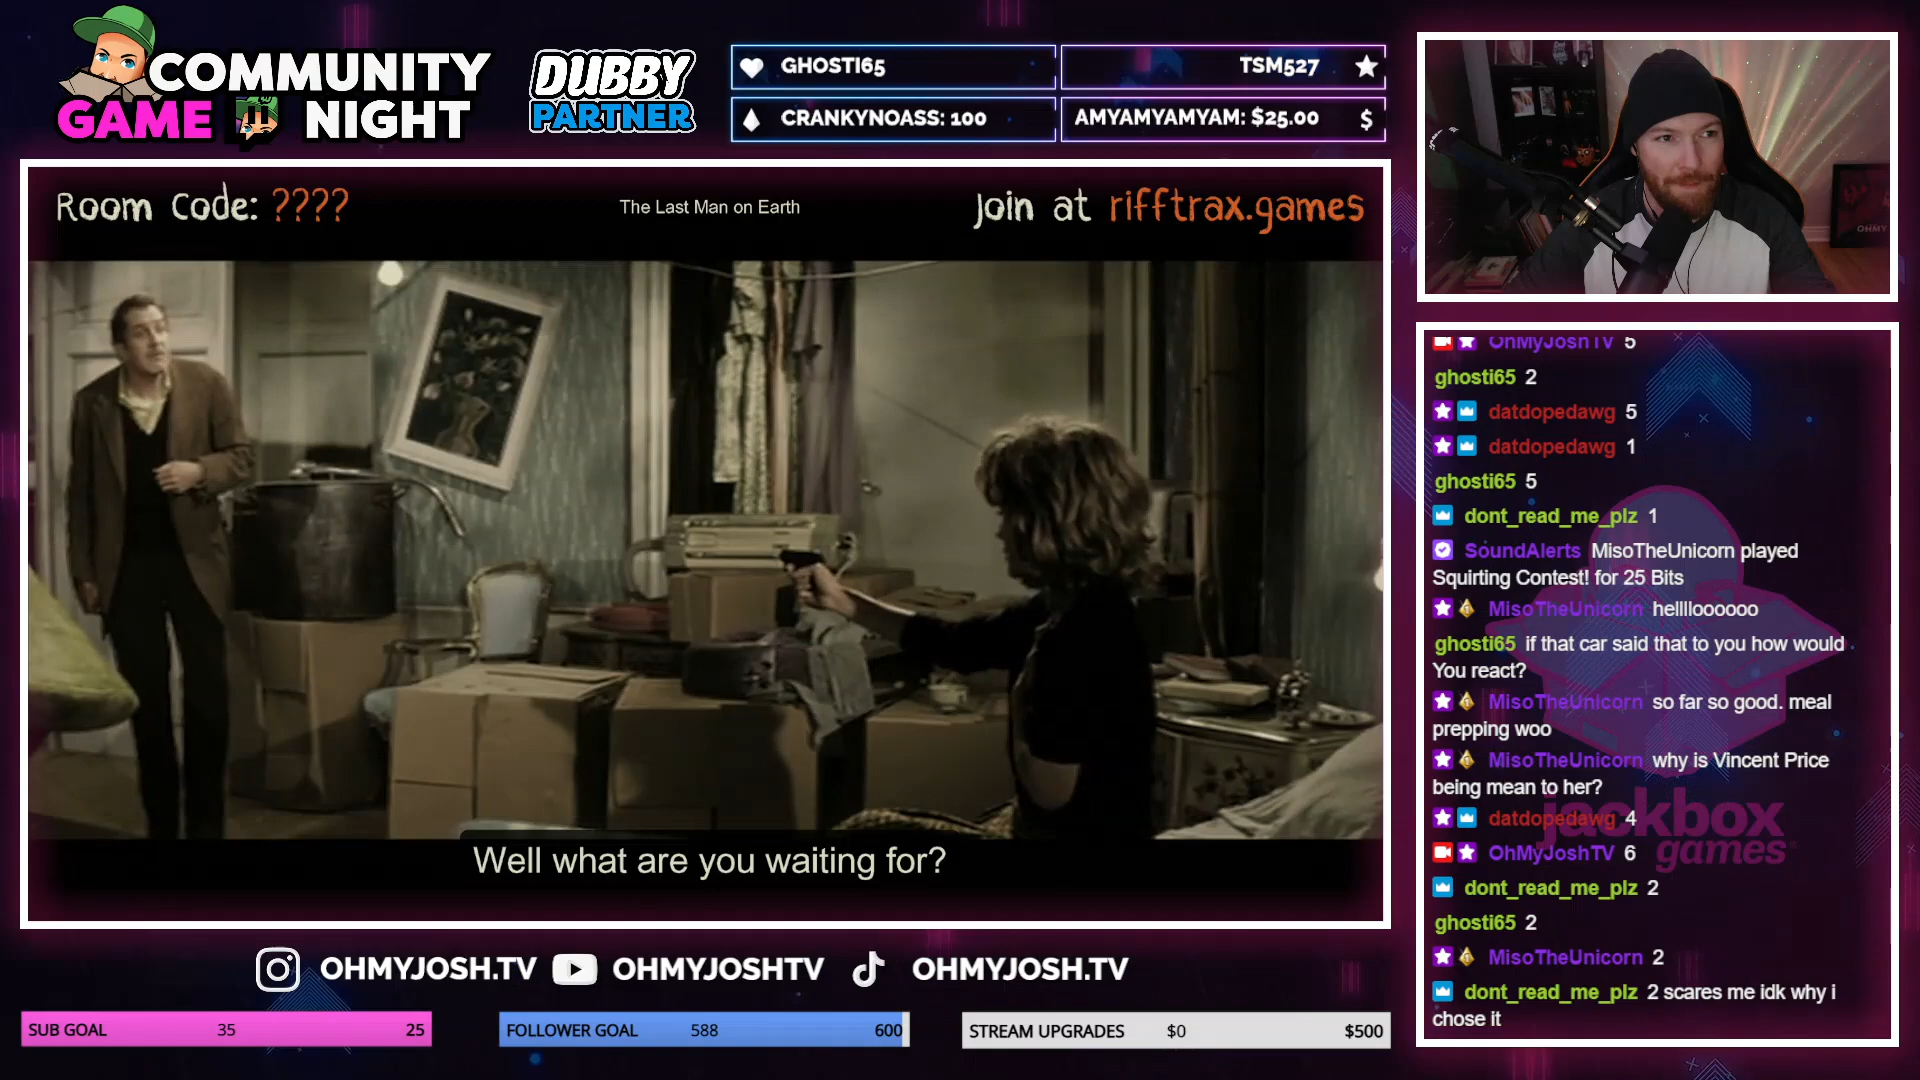 COMMUNITY
GAME NIGHT
DUBBY
PARTNER
GHOSTI65
TSM527
CRANKYNOASS: 100
AMYAMYAMYAM: $25.00 $
Room Code: ????
The Last Man on Earth
Join at rifftrax.games
Well what are you waiting for?
OHMYJOSH.TV
OHMYJOSHTV
OHMYJOSH.TV
SUB GOAL 35 25
FOLLOWER GOAL 588 600
STREAM UPGRADES $0 $500
OHMY
OhMyJoshTV 5
ghosti65 2
datdopedawg 5
datdopedawg 1
ghosti65 5
dont_read_me_plz 1
SoundAlerts MisoTheUnicorn played
Squirting Contest! for 25 Bits
MisoTheUnicorn helllloooooo
ghosti65 if that car said that to you how would
You react?
MisoTheUnicorn so far so good. meal
prepping woo
MisoTheUnicorn why is Vincent Price
being mean to her?
datdopedawg 4
OhMyJoshTV 6
dont_read_me_plz 2
ghosti65 2
MisoTheUnicorn 2
dont_read_me_plz 2 scares me idk why i
chose it
jackbox
games